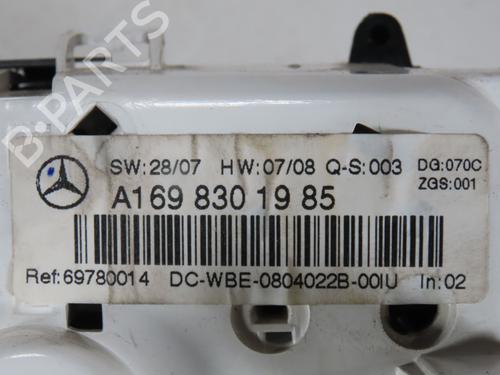 B-PARTS
SW:28/07 HW:07/08 Q-S:003 DG:070C
ZGS:001
A169 830 19 85
Ref:69780014 DC-WBE-0804022B-00IU In:02